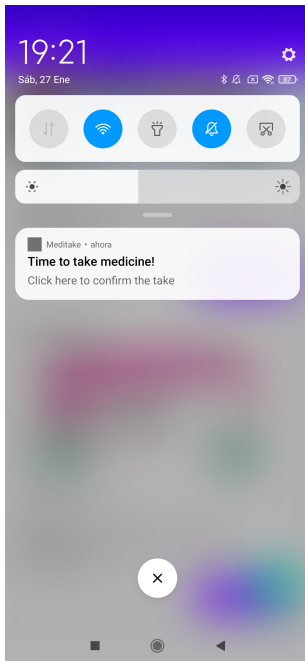 19:21
Sáb, 27 Ene
67
Meditake • ahora
Time to take medicine!
Click here to confirm the take